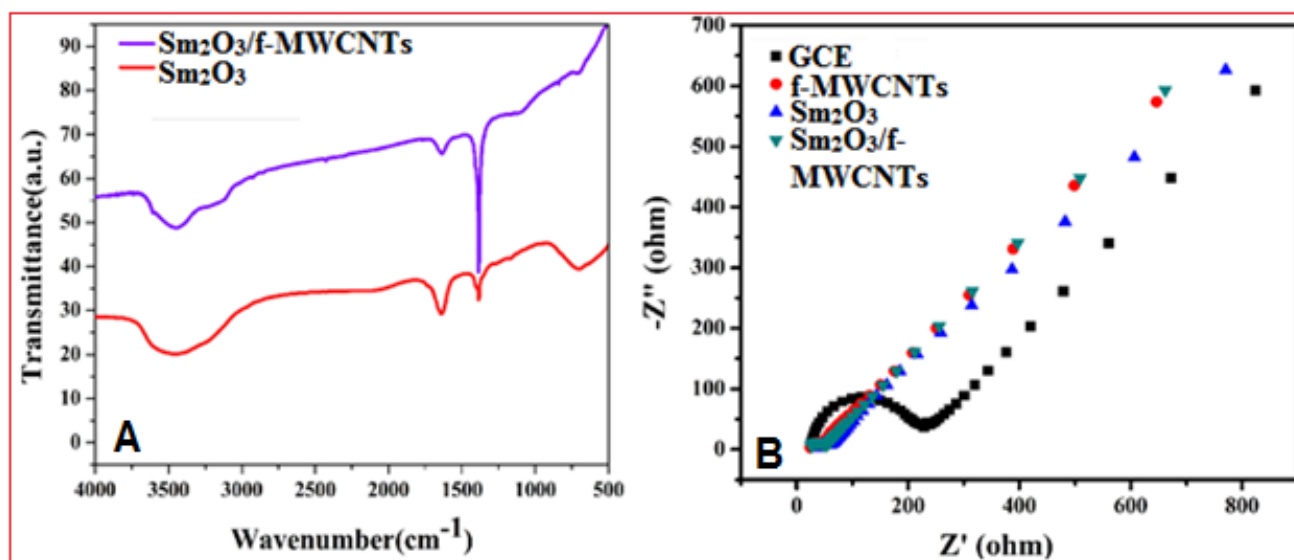 Sm2O3/f-MWCNTs
Sm2O3
Transmittance(a.u.)
90
80
70
60
50
40
30
20
10
0
A
4000 3500 3000 2500 2000 1500 1000 500
Wavenumber(cm-1)
GCE
f-MWCNTs
Sm2O3
Sm2O3/f-
MWCNTs
-Z'' (ohm)
700
600
500
400
300
200
100
0
B
0 200 400 600 800
Z' (ohm)